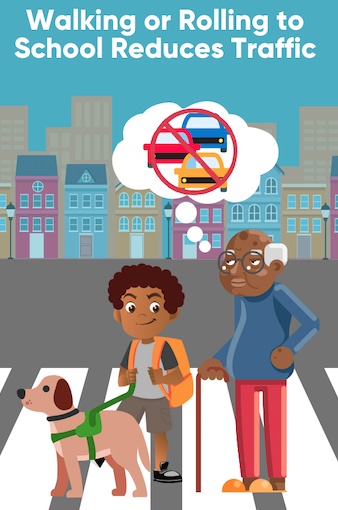 Walking or Rolling to
School Reduces Traffic